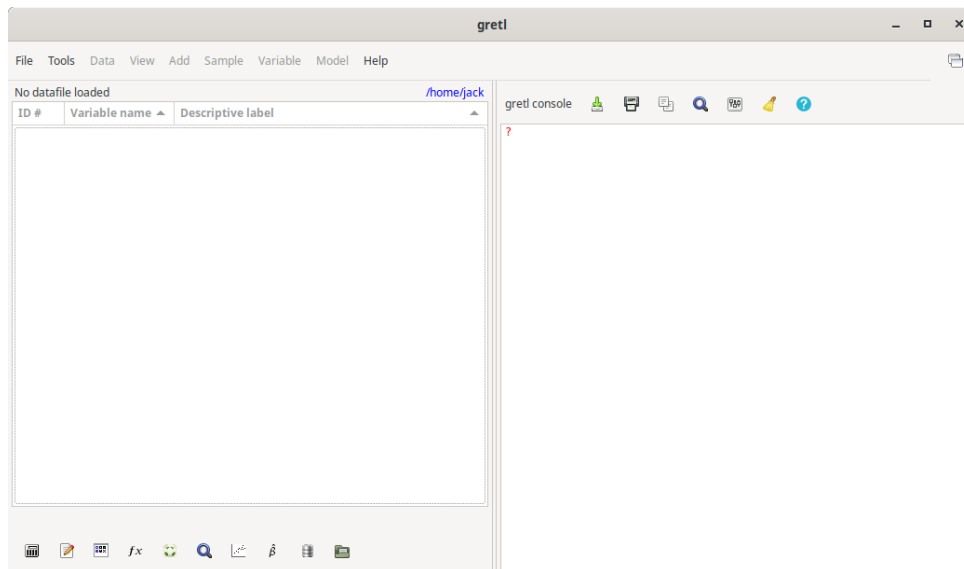 gretl
File Tools Data View Add Sample Variable Model Help
No datafile loaded /home/jack
ID # Variable name Descriptive label
gretl console
?
fx
β̂